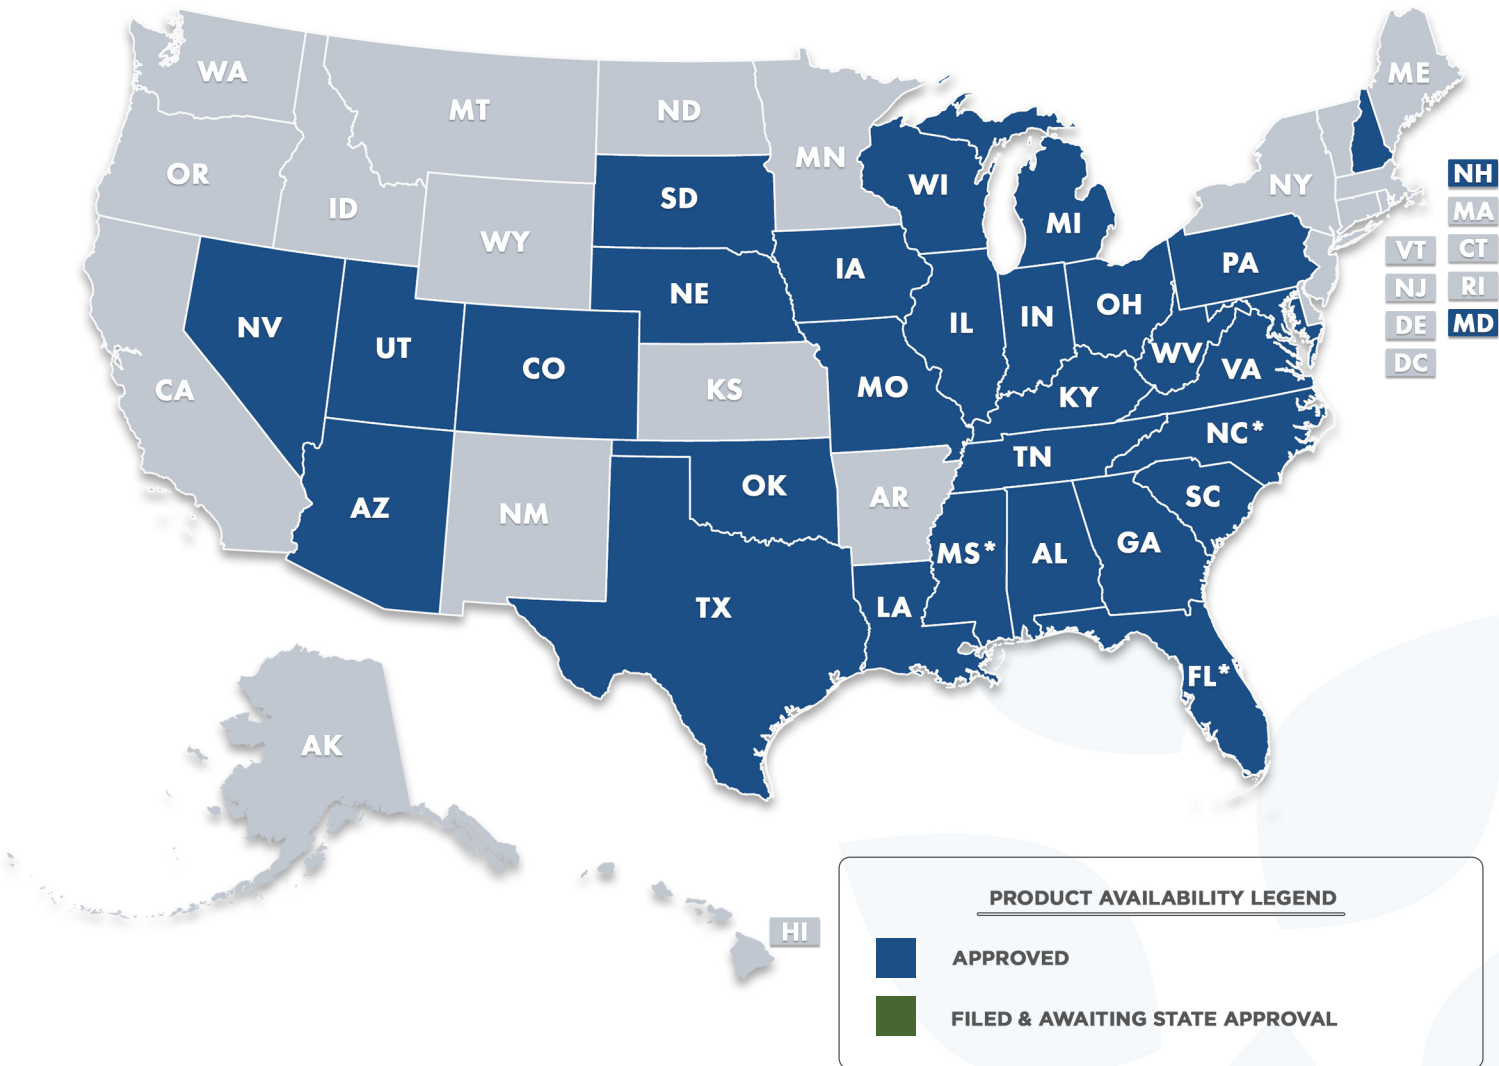 WA
MT
ND
MN
ME
OR
ID
WY
SD
WI
MI
NY
NH
MA
VT
CT
NJ
RI
DE
MD
DC
NV
UT
CO
NE
IA
IL
IN
OH
PA
CA
KS
MO
KY
WV
VA
AZ
NM
OK
AR
TN
NC*
SC
TX
LA
MS*
AL
GA
FL*
AK
HI
PRODUCT AVAILABILITY LEGEND
APPROVED
FILED & AWAITING STATE APPROVAL